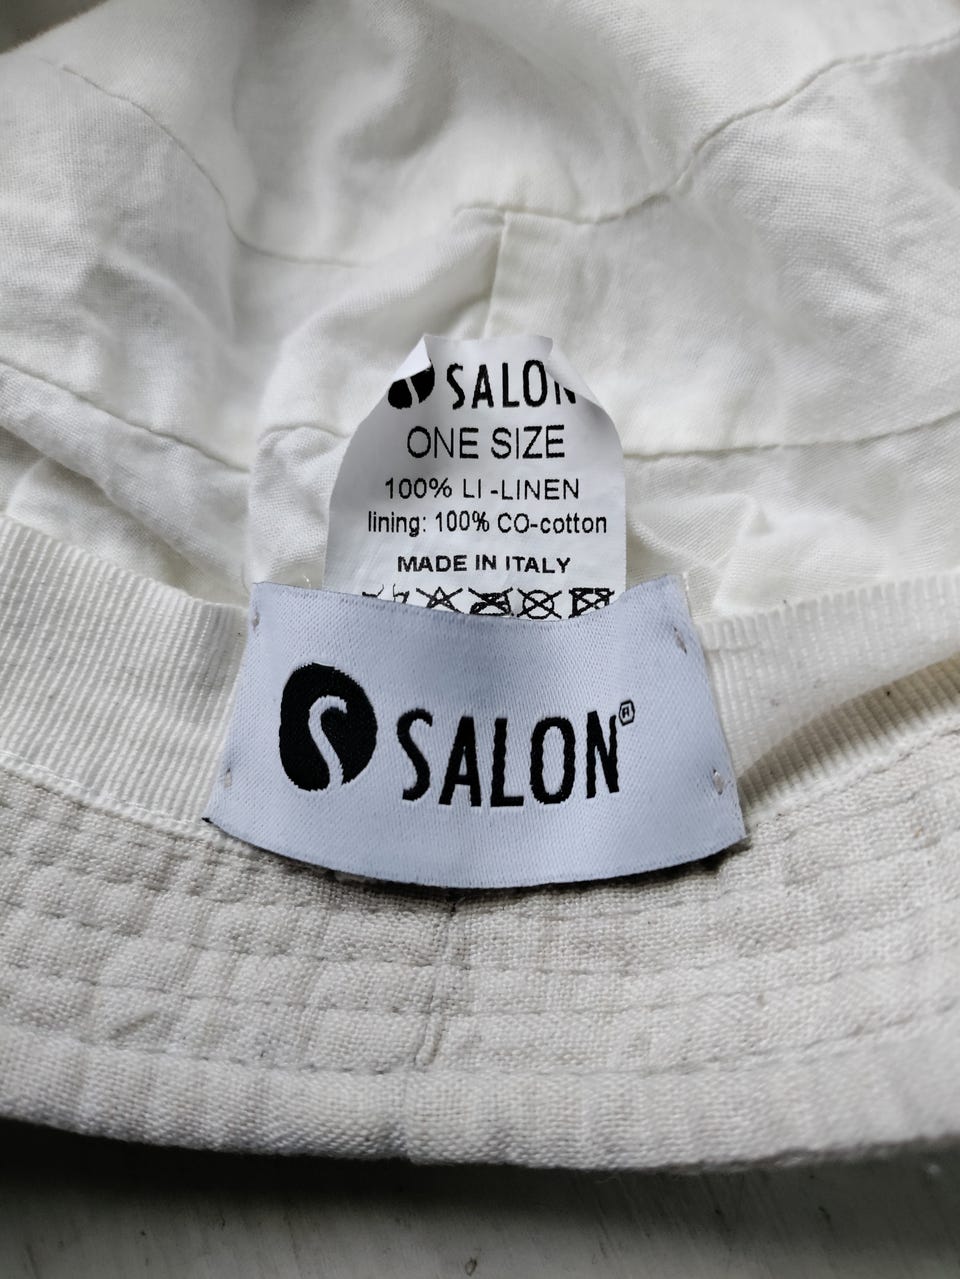 SALON
ONE SIZE
100% LI -LINEN
lining: 100% CO-cotton
MADE IN ITALY
SALON®